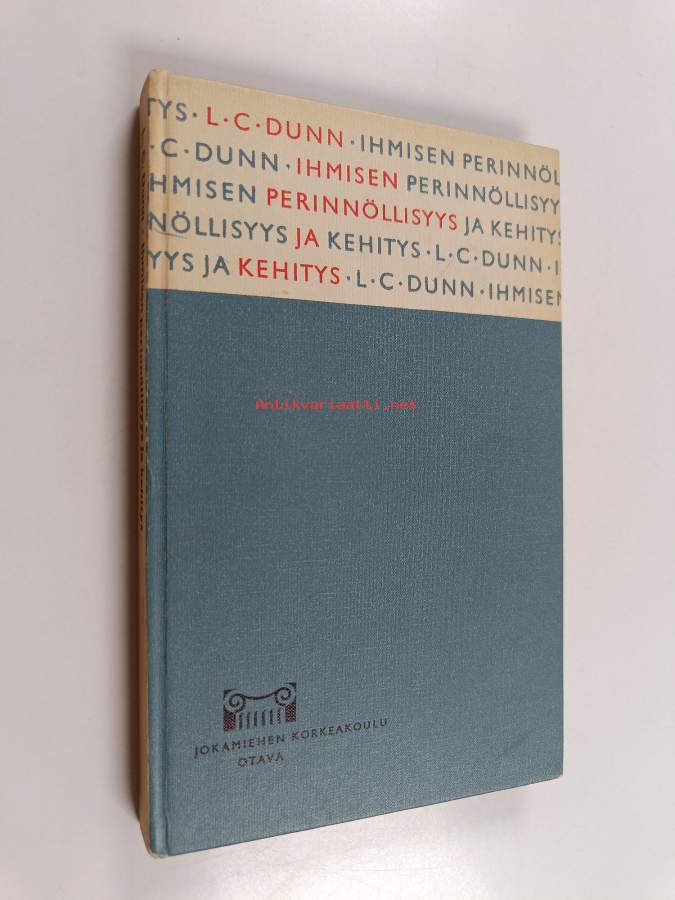 TYS · L · C · DUNN · IHMISEN PERINNÖL
· C · DUNN · IHMISEN PERINNÖLLISYY
HMISEN PERINNÖLLISYYS JA KEHITYS
NÖLLISYYS JA KEHITYS · L · C · DUNN · I
YYS JA KEHITYS · L · C · DUNN · IHMISEN
Antikvariaatti.net
JOKAMIEHEN KORKEAKOULU
OTAVA